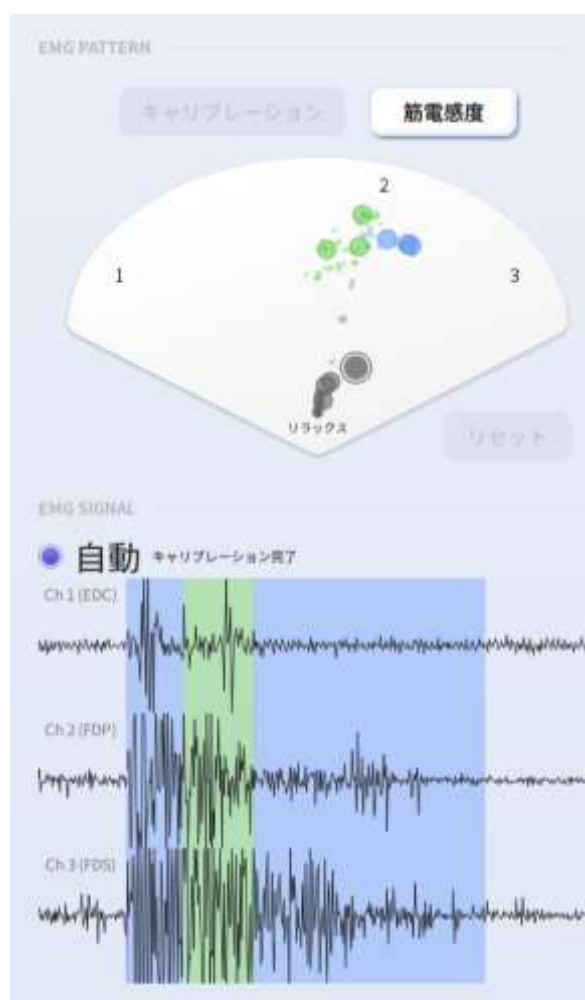 EMG PATTERN
キャリブレーション
筋電感度
2
1
3
リラックス
リセット
EMG SIGNAL
自動 キャリブレーション完了
Ch 1 (EDC)
Ch 2 (FDP)
Ch 3 (FDS)